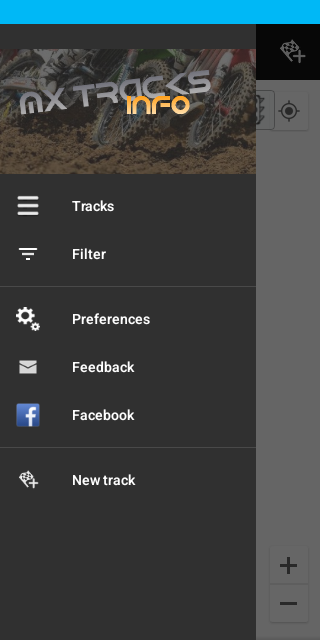 MX TRACKS
INFO
Tracks
Filter
Preferences
Feedback
Facebook
New track